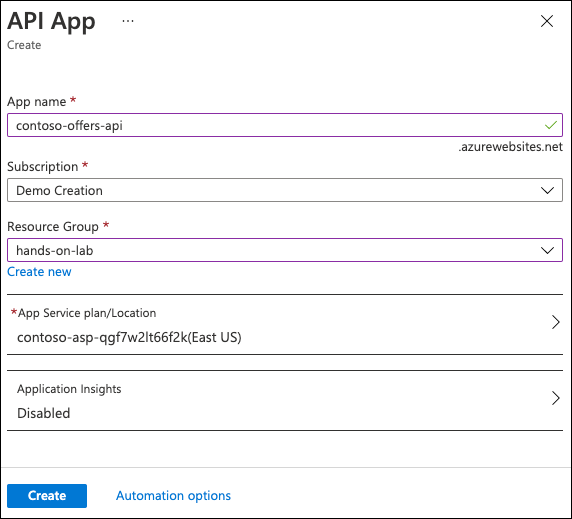 API App ...
Create
App name *
contoso-offers-api
.azurewebsites.net
Subscription *
Demo Creation
Resource Group *
hands-on-lab
Create new
*App Service plan/Location
contoso-asp-qgf7w2lt66f2k(East US)
Application Insights
Disabled
Create
Automation options